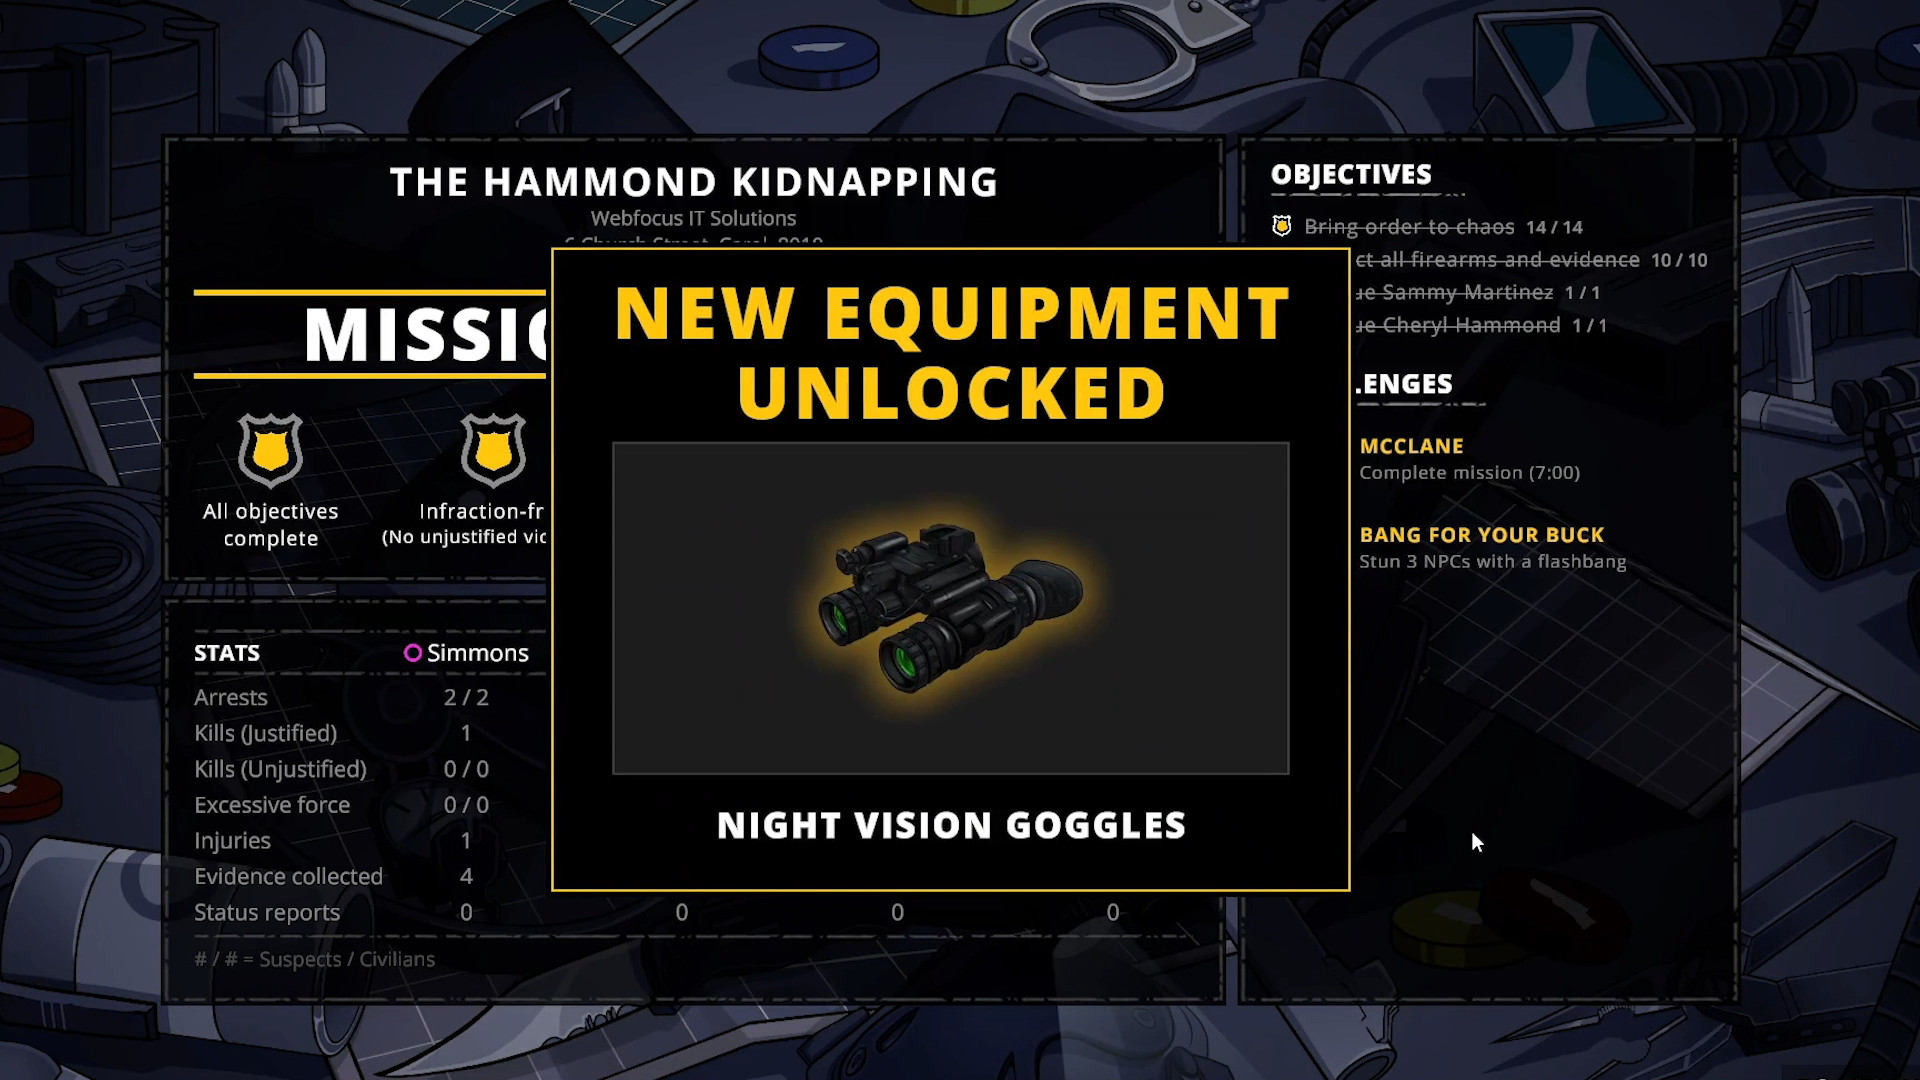 THE HAMMOND KIDNAPPING
Webfocus IT Solutions
MISSIO
All objectives
complete
Infraction-fr
(No unjustified vio
NEW EQUIPMENT
UNLOCKED
NIGHT VISION GOGGLES
OBJECTIVES
Bring order to chaos 14 / 14
ct all firearms and evidence 10 / 10
ue Sammy Martinez 1 / 1
ue Cheryl Hammond 1 / 1
LENGES
MCCLANE
Complete mission (7:00)
BANG FOR YOUR BUCK
Stun 3 NPCs with a flashbang
STATS Simmons
Arrests 2 / 2
Kills (Justified) 1
Kills (Unjustified) 0 / 0
Excessive force 0 / 0
Injuries 1
Evidence collected 4
Status reports 0 0 0 0
# / # = Suspects / Civilians